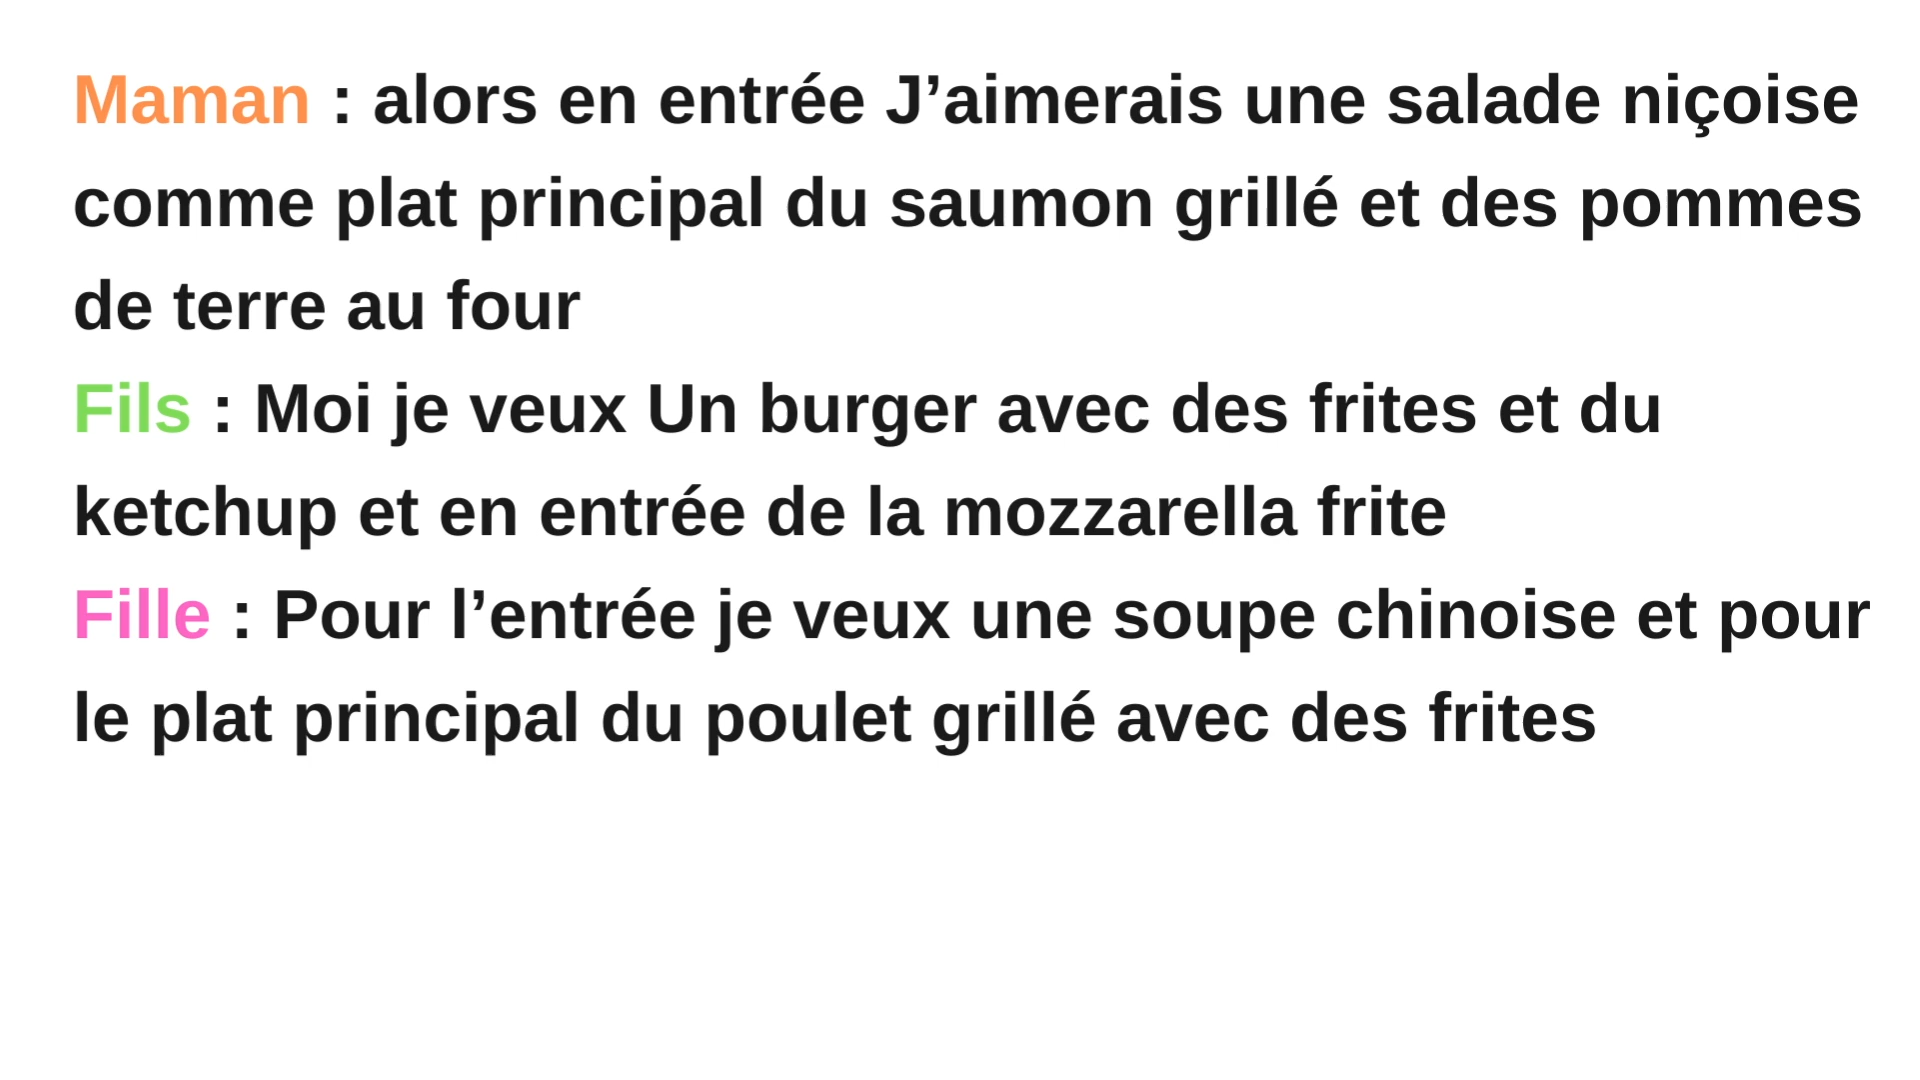 Maman : alors en entrée J’aimerais une salade niçoise
comme plat principal du saumon grillé et des pommes
de terre au four
Fils : Moi je veux Un burger avec des frites et du
ketchup et en entrée de la mozzarella frite
Fille : Pour l’entrée je veux une soupe chinoise et pour
le plat principal du poulet grillé avec des frites